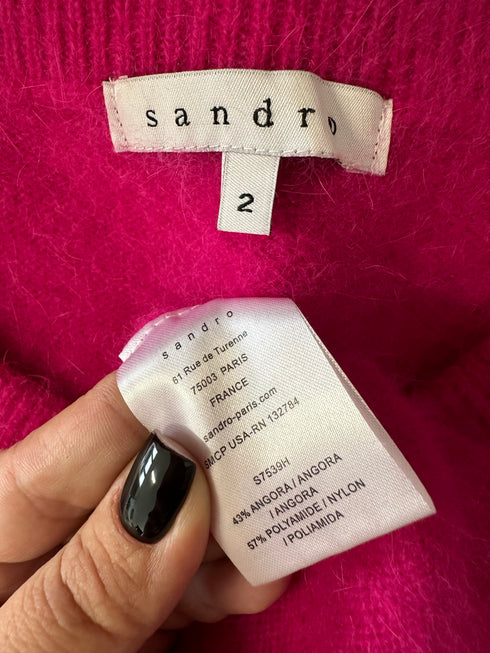 sandro
2
sandro
61 Rue de Turenne
75003 PARIS
FRANCE
sandro-paris.com
SMCP USA-RN 132784
S7539H
43% ANGORA / ANGORA
/ ANGORA
57% POLYAMIDE / NYLON
/ POLIAMIDA